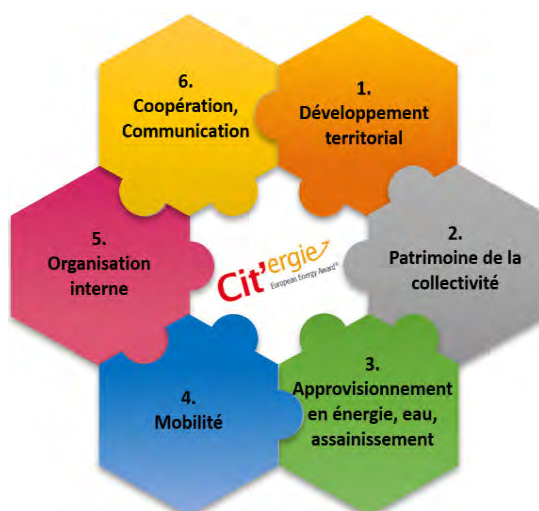 6.
Coopération,
Communication
1.
Développement
territorial
5.
Organisation
interne
Cit'ergie
European Energy Award®
2.
Patrimoine de la
collectivité
4.
Mobilité
3.
Approvisionnement
en énergie, eau,
assainissement